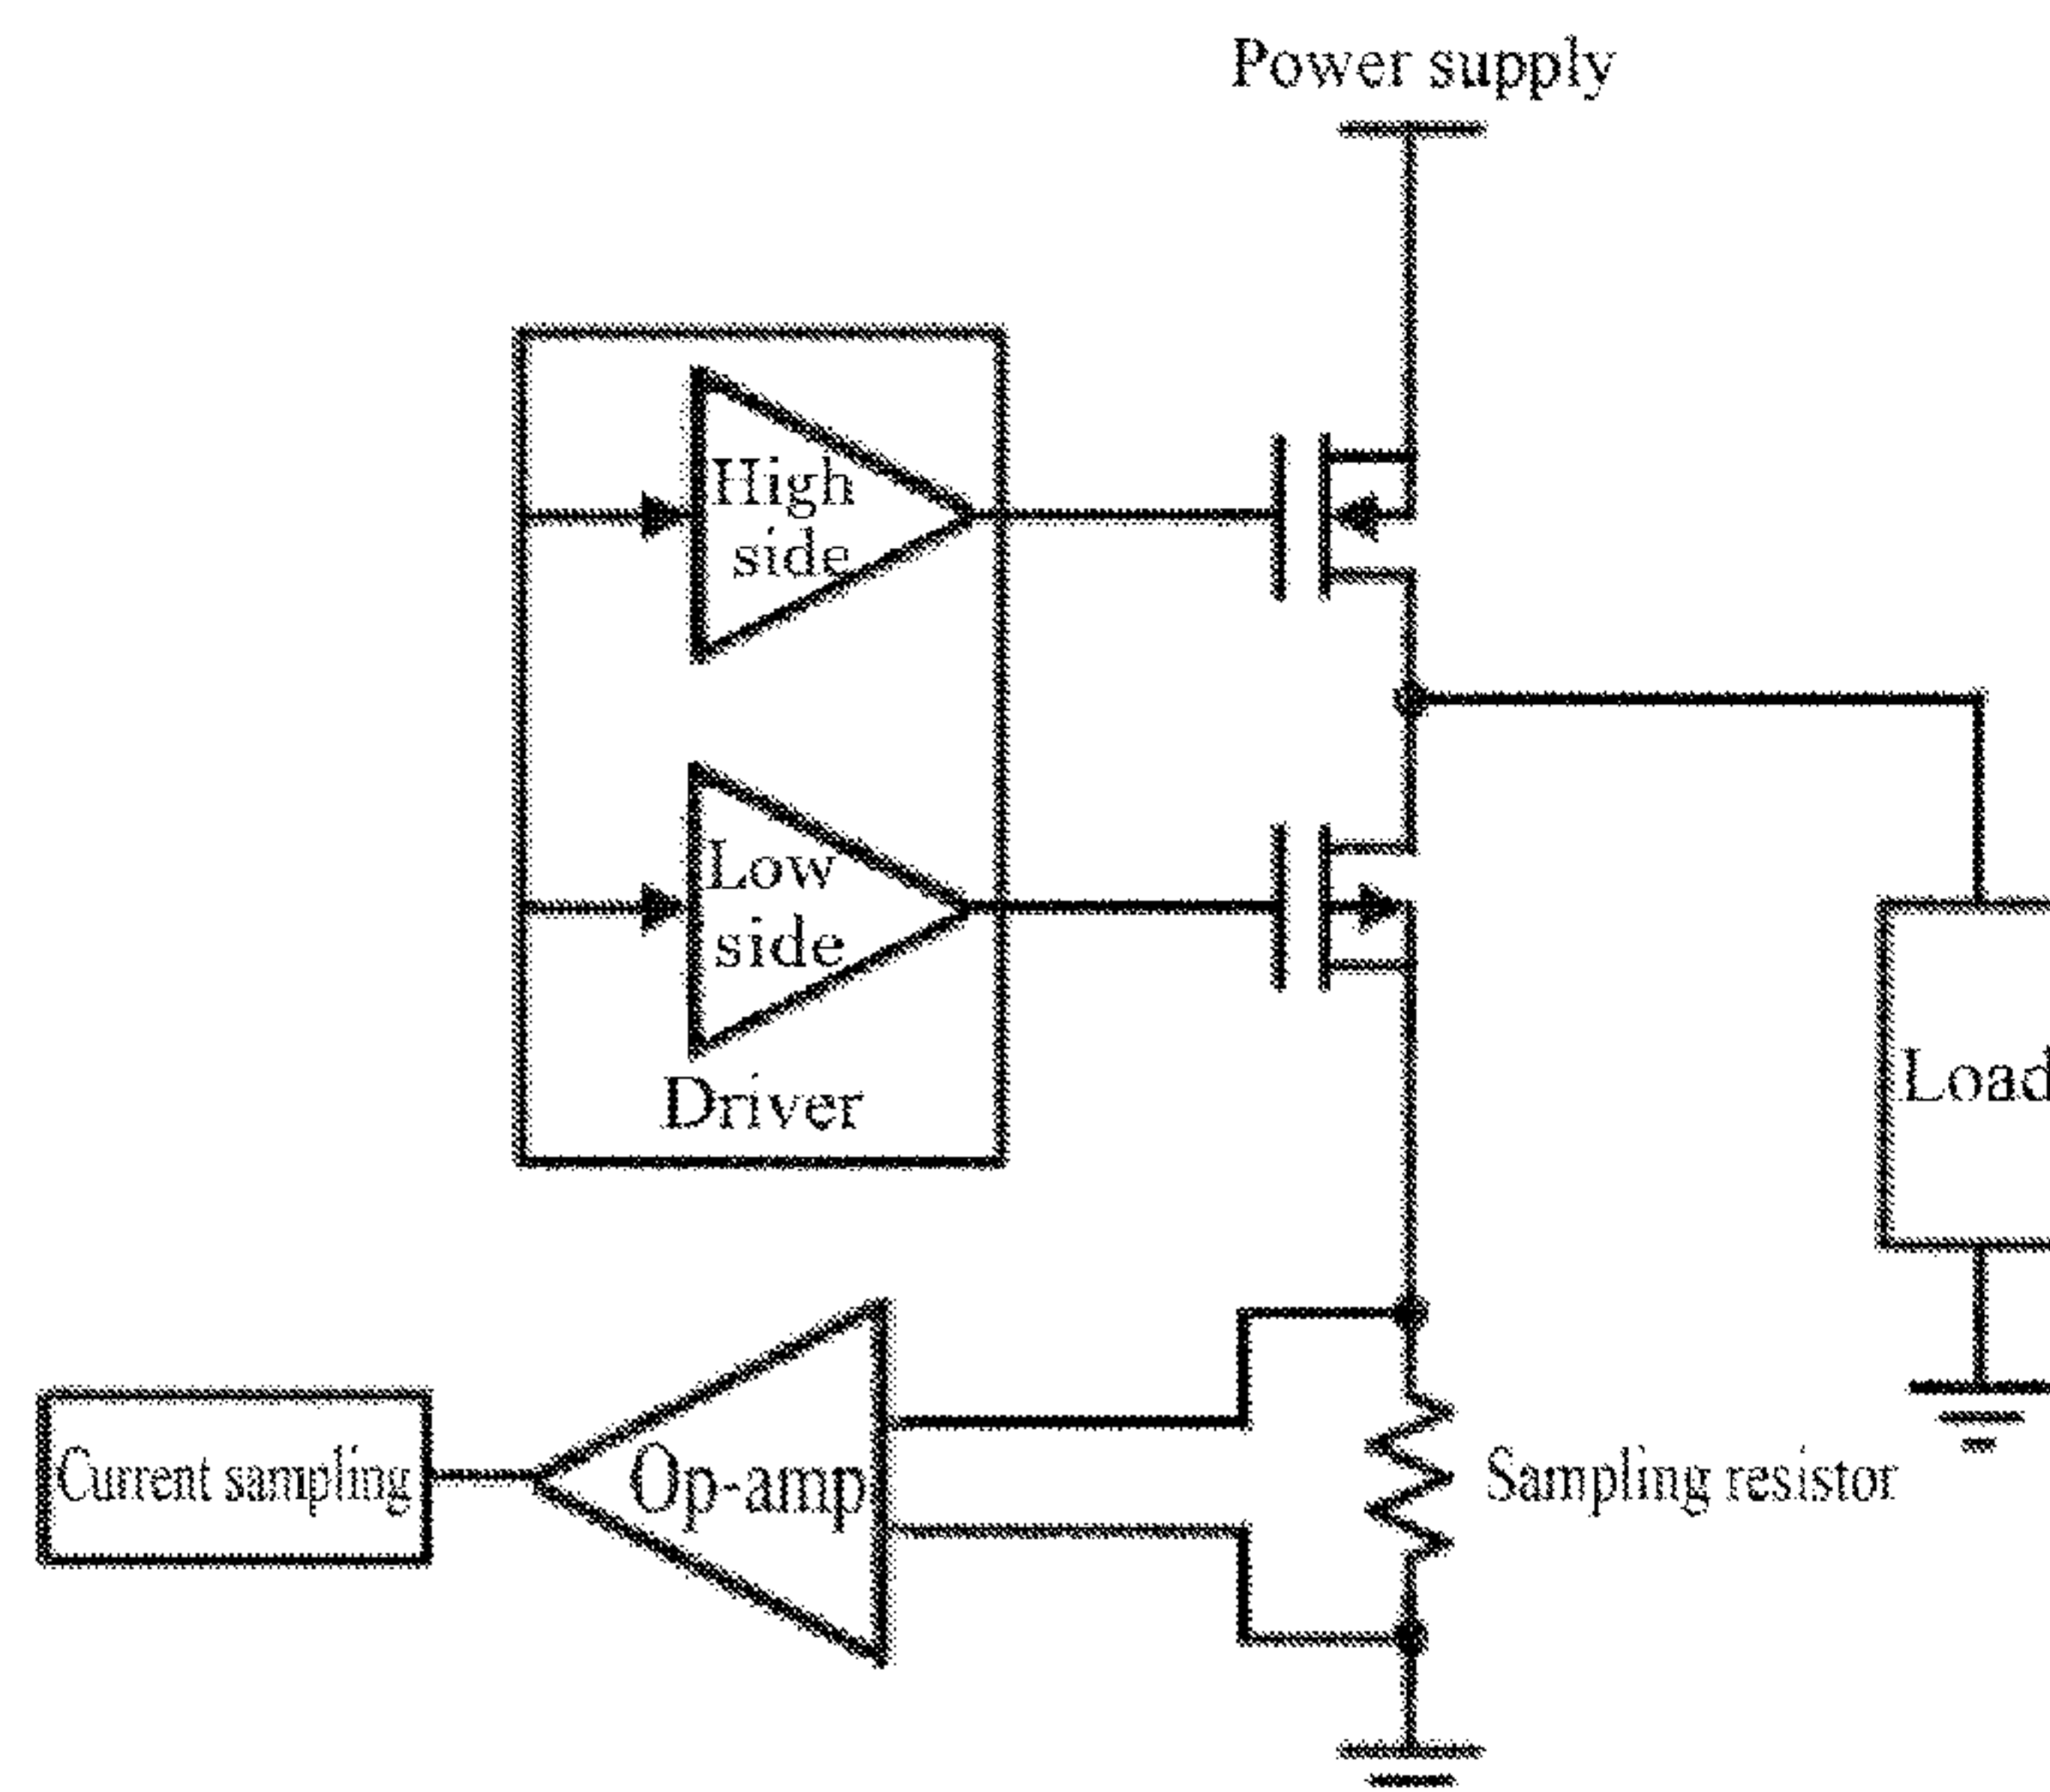 Power supply
High
side
Low
side
Driver
Load
Op-amp
Current sampling
Sampling resistor